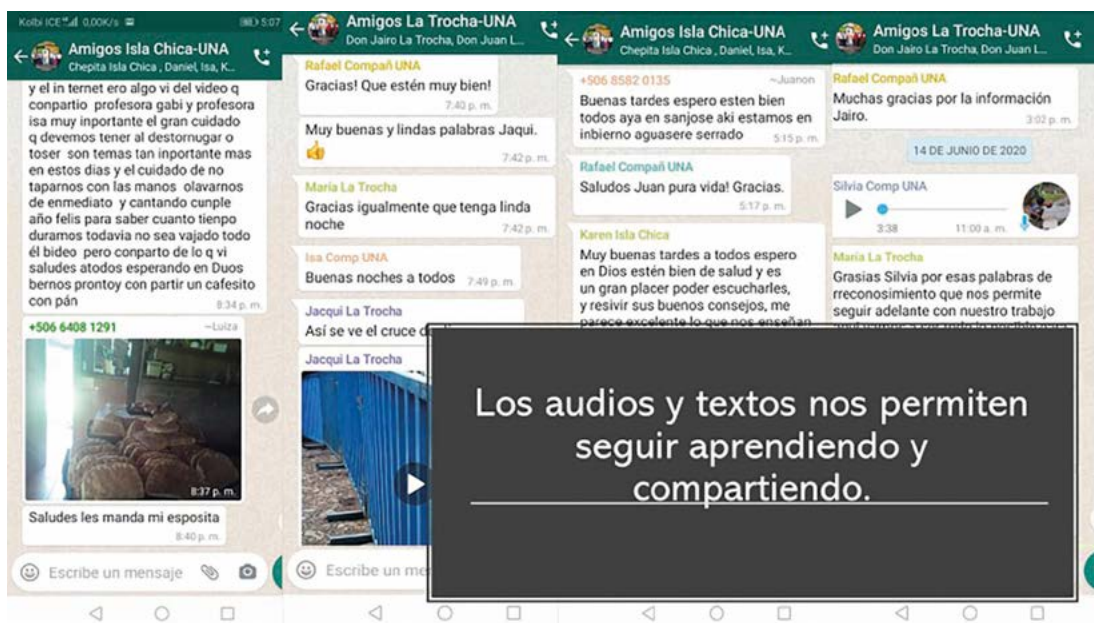 Kolbi ICE 0,00K/s 5:07
Amigos Isla Chica-UNA
Chepita Isla Chica , Daniel, Isa, K...
y el in ternet ero algo vi del video q
conpartio profesora gabi y profesora
isa muy inportante el gran cuidado
q devemos tener al destornugar o
toser son temas tan inportante mas
en estos dias y el cuidado de no
taparnos con las manos olavarnos
de enmediato y cantando cunple
año felis para saber cuanto tienpo
duramos todavia no sea vajado todo
él bideo pero conparto de lo q vi
saludes atodos esperando en Duos
bernos prontoy con partir un cafesito
con pán
8:34 p. m.
+506 6408 1291 ~Luiza
8:37 p. m.
Saludes les manda mi esposita
8:40 p. m.
Escribe un mensaje
Amigos La Trocha-UNA
Don Jairo La Trocha, Don Juan L...
Rafael Compañ UNA
Gracias! Que estén muy bien!
7:40 p. m.
Muy buenas y lindas palabras Jaqui.
👍
7:42 p. m.
Maria La Trocha
Gracias igualmente que tenga linda
noche
7:42 p. m.
Isa Comp UNA
Buenas noches a todos 7:49 p. m.
Jacqui La Trocha
Así se ve el cruce
Jacqui La Trocha
Escribe un
Amigos Isla Chica-UNA
Chepita Isla Chica , Daniel, Isa, K...
+506 8582 0135 ~Juanon
Buenas tardes espero esten bien
todos aya en sanjose aki estamos en
inbierno aguasere serrado
5:15 p. m.
Rafael Compañ UNA
Saludos Juan pura vida! Gracias.
5:17 p. m.
Karen Isla Chica
Muy buenas tardes a todos espero
en Dios estén bien de salud y es
un gran placer poder escucharles,
y resivir sus buenos consejos, me
parece excelente lo que nos enseñan
Amigos La Trocha-UNA
Don Jairo La Trocha, Don Juan L...
Rafael Compañ UNA
Muchas gracias por la información
Jairo.
3:02 p. m.
14 DE JUNIO DE 2020
Silvia Comp UNA
3:38 11:00 a. m.
Maria La Trocha
Grasias Silvia por esas palabras de
rreconosimiento que nos permite
seguir adelante con nuestro trabajo
Los audios y textos nos permiten
seguir aprendiendo y
compartiendo.